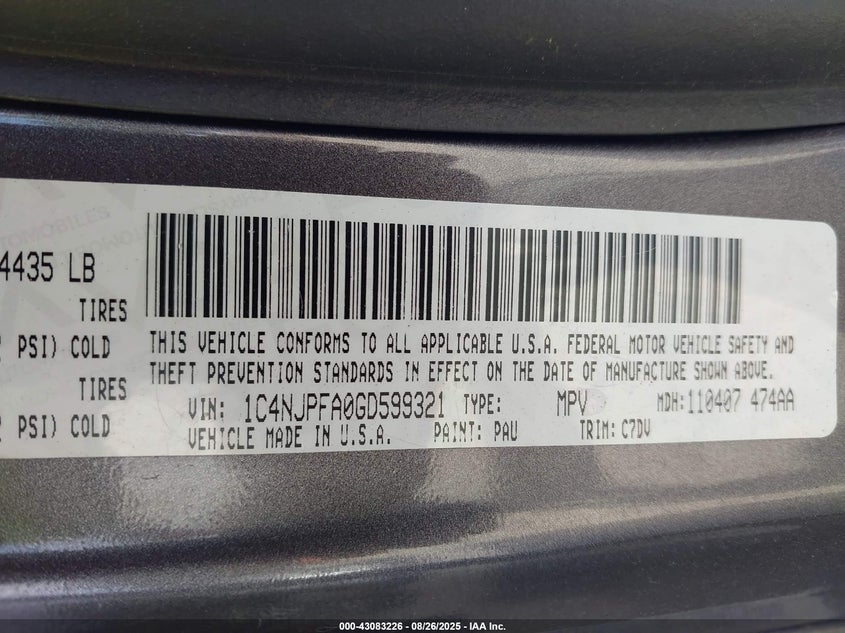 TOMOBILES
4435 LB
TIRES
PSI) COLD
TIRES
PSI) COLD
THIS VEHICLE CONFORMS TO ALL APPLICABLE U.S.A. FEDERAL MOTOR VEHICLE SAFETY AND
THEFT PREVENTION STANDARDS IN EFFECT ON THE DATE OF MANUFACTURE SHOWN ABOVE.
VIN: 1C4NJPFA0GD599321 TYPE: MPV MDH:110407 474AA
VEHICLE MADE IN U.S.A. PAINT: PAU TRIM: C7DV
000-43083226 - 08/26/2025 - IAA Inc.